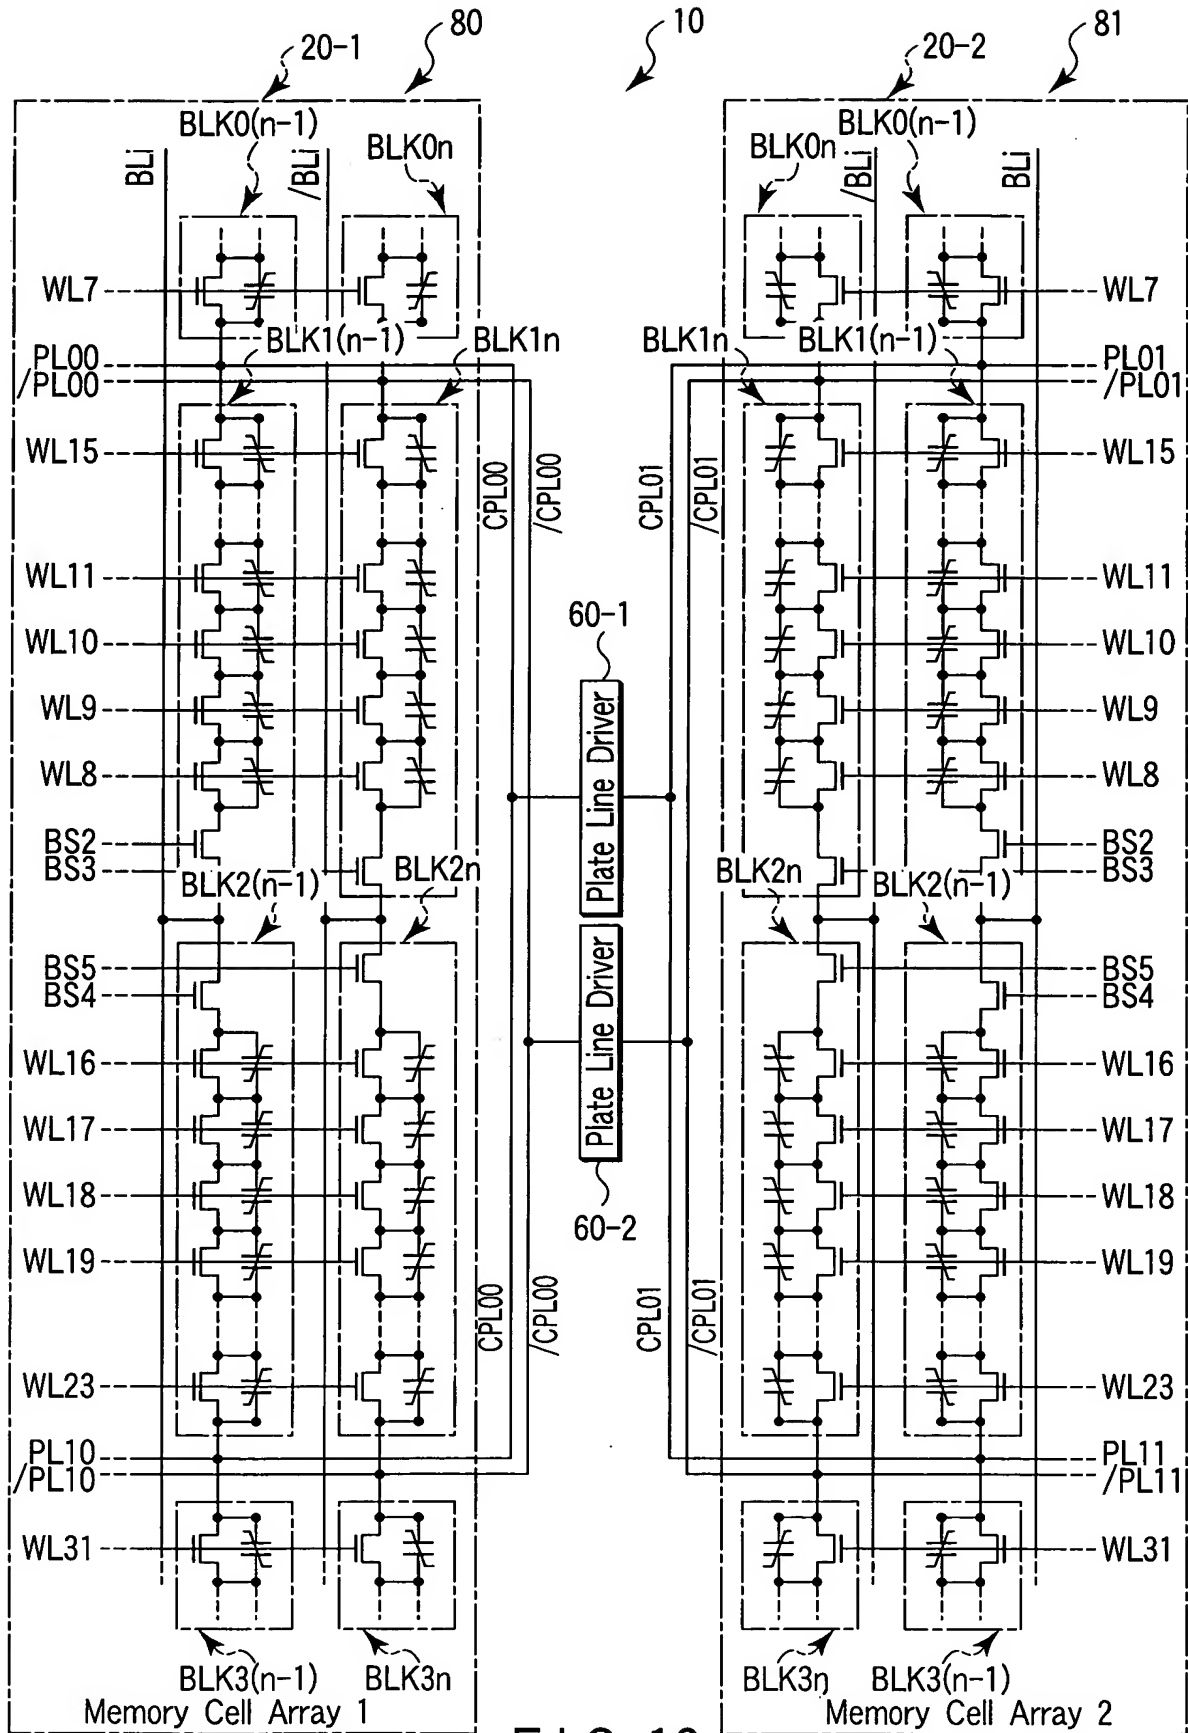 20-1
80
10
20-2
81
BLK0(n-1)
BLK0n
BLi
/BLi
BLK0n
BLK0(n-1)
/BLi
BLi
WL7
WL7
BLK1(n-1)
BLK1n
BLK1n
BLK1(n-1)
PL00
/PL00
PL01
/PL01
WL15
WL15
CPL00
/CPL00
CPL01
/CPL01
WL11
WL11
60-1
WL10
WL10
Plate Line Driver
WL9
WL9
WL8
WL8
BS2
BS3
BS2
BS3
BLK2(n-1)
BLK2n
BLK2n
BLK2(n-1)
BS5
BS4
BS5
BS4
Plate Line Driver
WL16
WL16
WL17
WL17
WL18
WL18
60-2
WL19
WL19
CPL00
/CPL00
CPL01
/CPL01
WL23
WL23
PL10
/PL10
PL11
/PL11
WL31
WL31
BLK3(n-1)
BLK3n
BLK3n
BLK3(n-1)
Memory Cell Array 1
Memory Cell Array 2